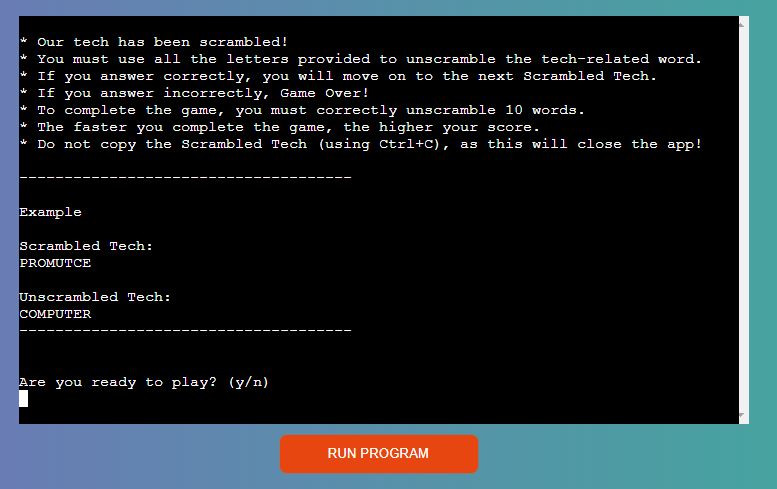 * Our tech has been scrambled!
* You must use all the letters provided to unscramble the tech-related word.
* If you answer correctly, you will move on to the next Scrambled Tech.
* If you answer incorrectly, Game Over!
* To complete the game, you must correctly unscramble 10 words.
* The faster you complete the game, the higher your score.
* Do not copy the Scrambled Tech (using Ctrl+C), as this will close the app!
-------------------------------------
Example
Scrambled Tech:
PROMUTCE
Unscrambled Tech:
COMPUTER
-------------------------------------
Are you ready to play? (y/n)
RUN PROGRAM